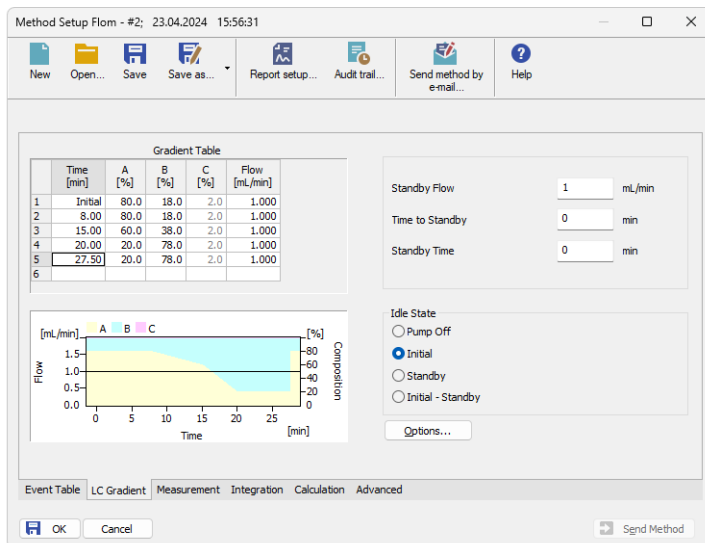 Method Setup Flom - #2; 23.04.2024 15:56:31
New Open... Save Save as... Report setup... Audit trail... Send method by e-mail... Help
Gradient Table
Time [min] A [%] B [%] C [%] Flow [mL/min]
1 Initial 80.0 18.0 2.0 1.000
2 8.00 80.0 18.0 2.0 1.000
3 15.00 60.0 38.0 2.0 1.000
4 20.00 20.0 78.0 2.0 1.000
5 27.50 20.0 78.0 2.0 1.000
6
Standby Flow 1 mL/min
Time to Standby 0 min
Standby Time 0 min
[mL/min] A B C [%]
1.5 80
1.0 60
40
0.5 20
0.0 0
Flow
Composition
0 5 10 15 20 25
Time [min]
Idle State
Pump Off
Initial
Standby
Initial - Standby
Options...
Event Table LC Gradient Measurement Integration Calculation Advanced
OK Cancel Send Method